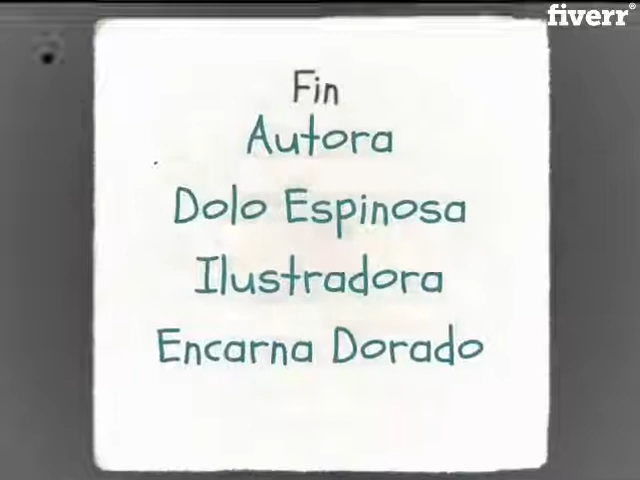 fiverr®
Fin
Autora
Dolo Espinosa
Ilustradora
Encarna Dorado